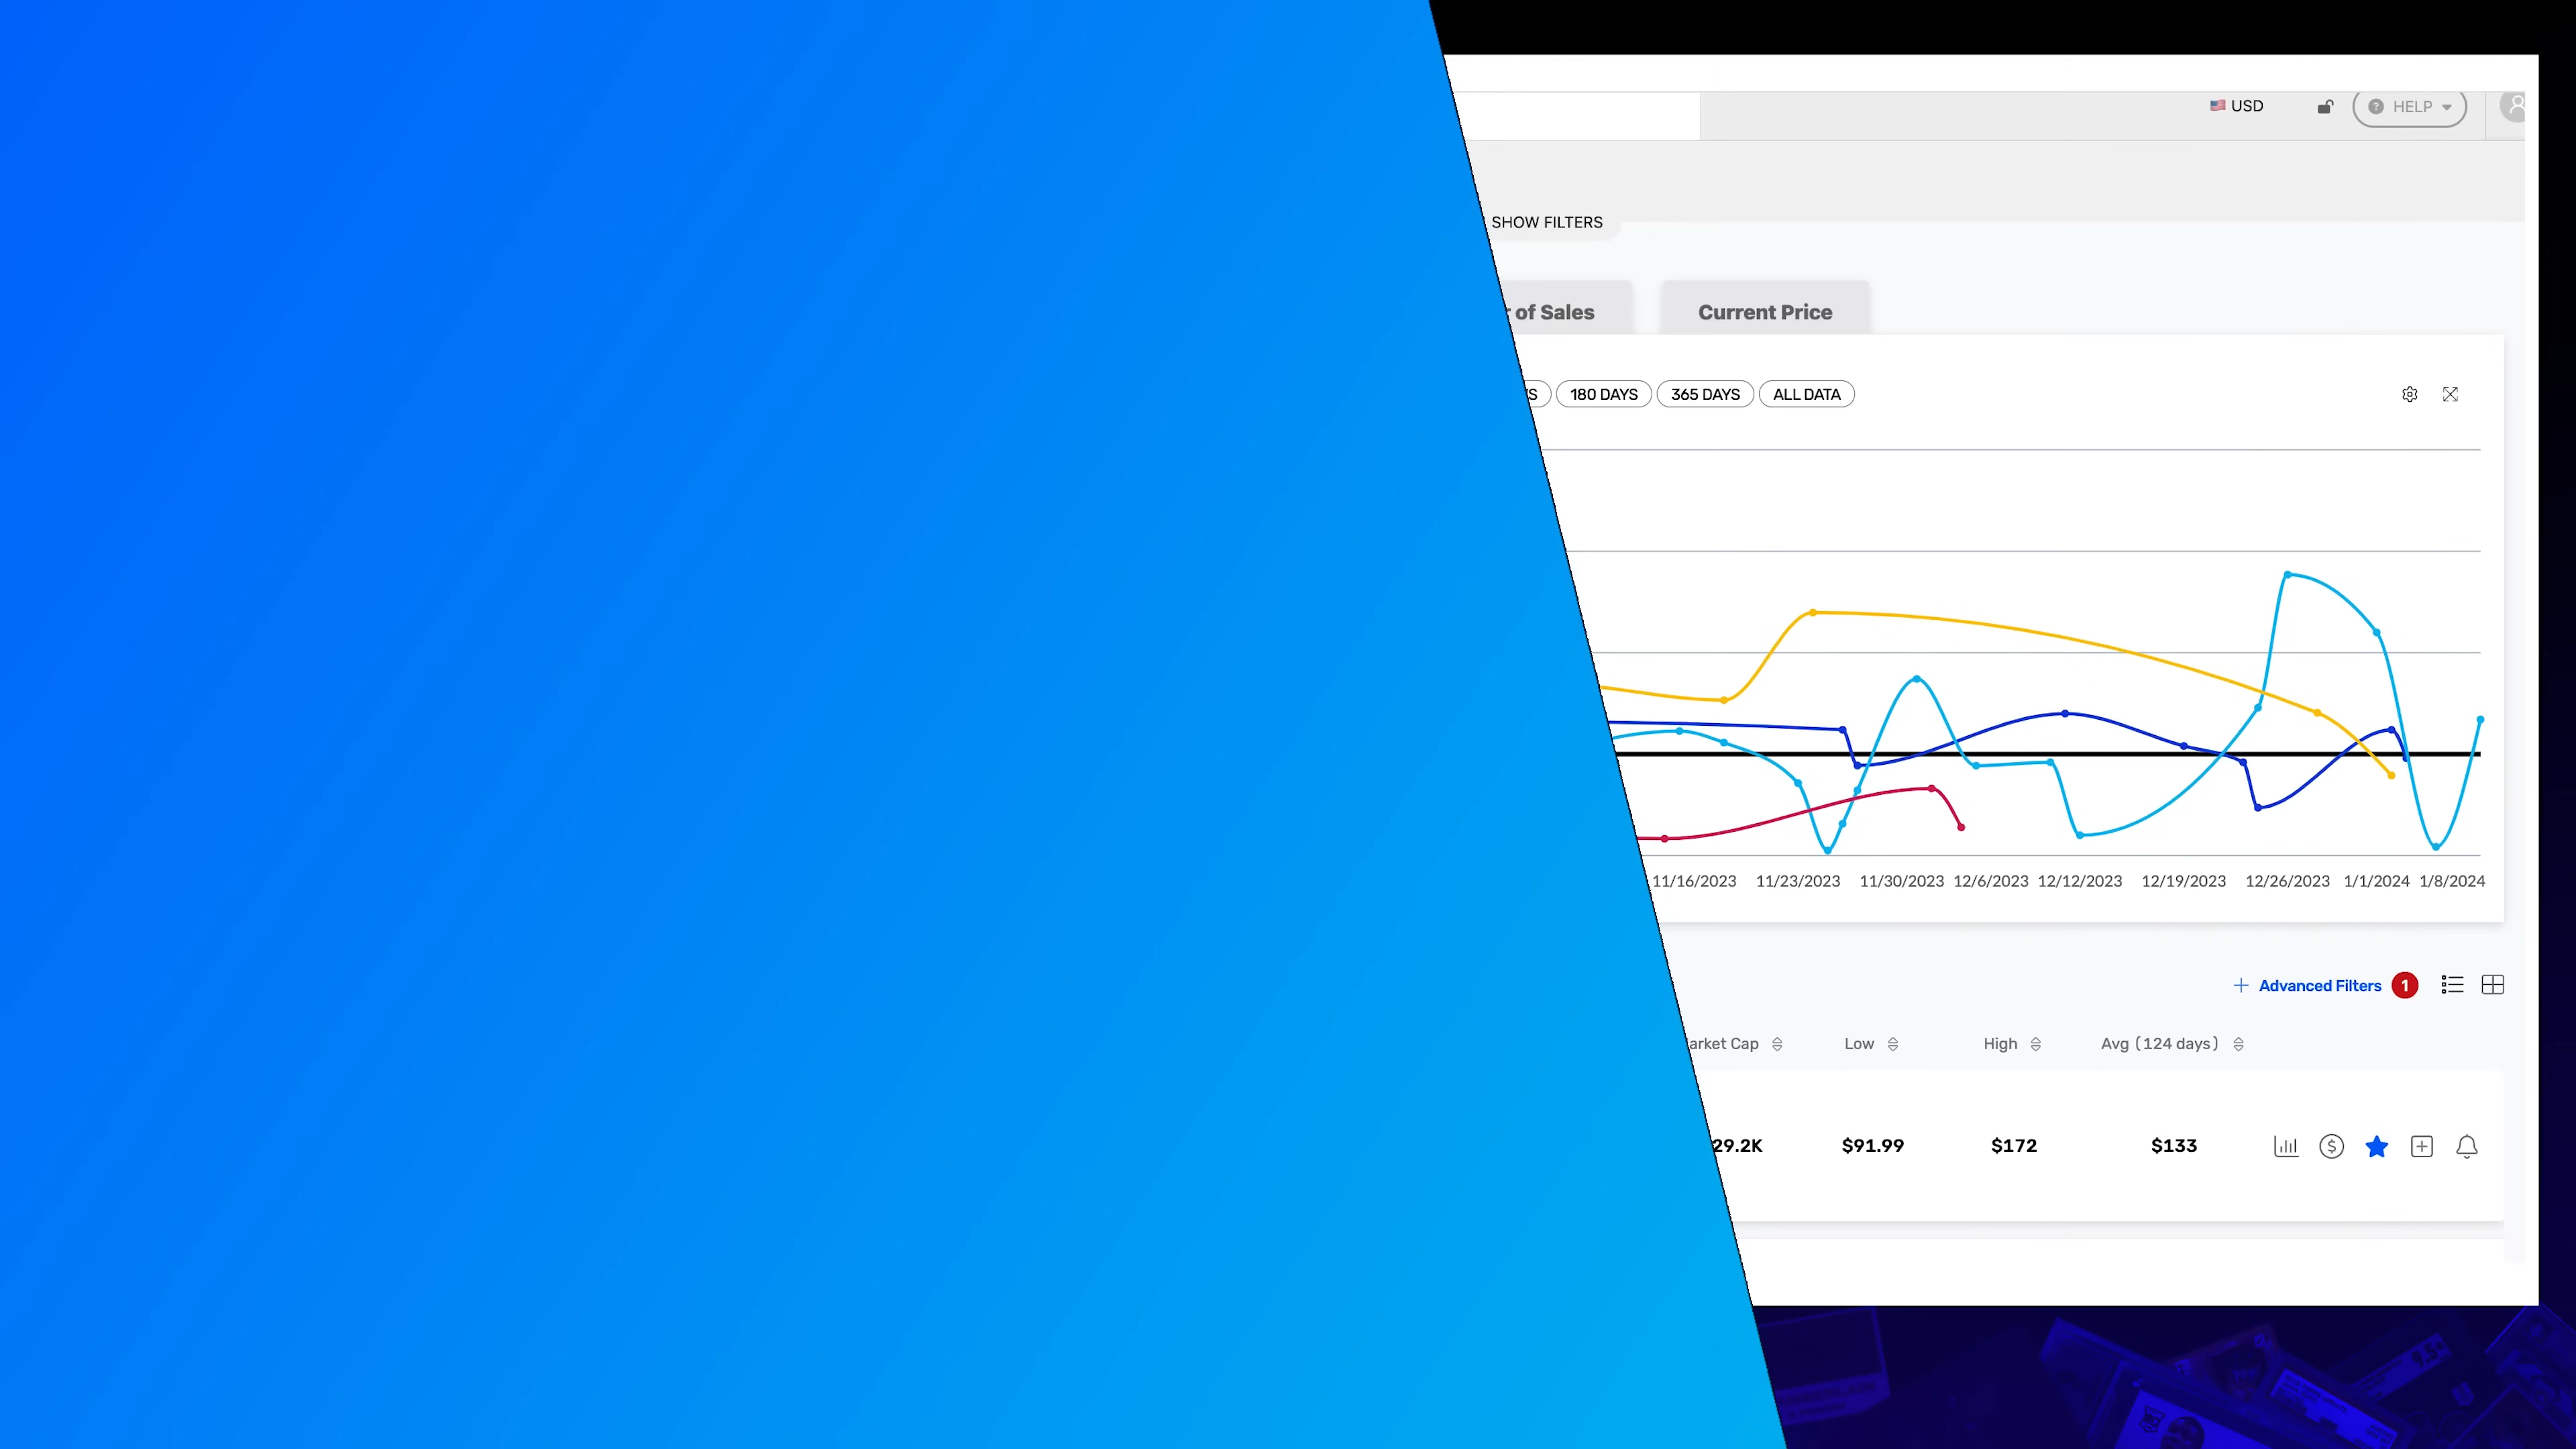 USD HELP
SHOW FILTERS
of Sales Current Price
180 DAYS 365 DAYS ALL DATA
11/16/2023 11/23/2023 11/30/2023 12/6/2023 12/12/2023 12/19/2023 12/26/2023 1/1/2024 1/8/2024
Advanced Filters 1
arket Cap Low High Avg (124 days)
29.2K $91.99 $172 $133